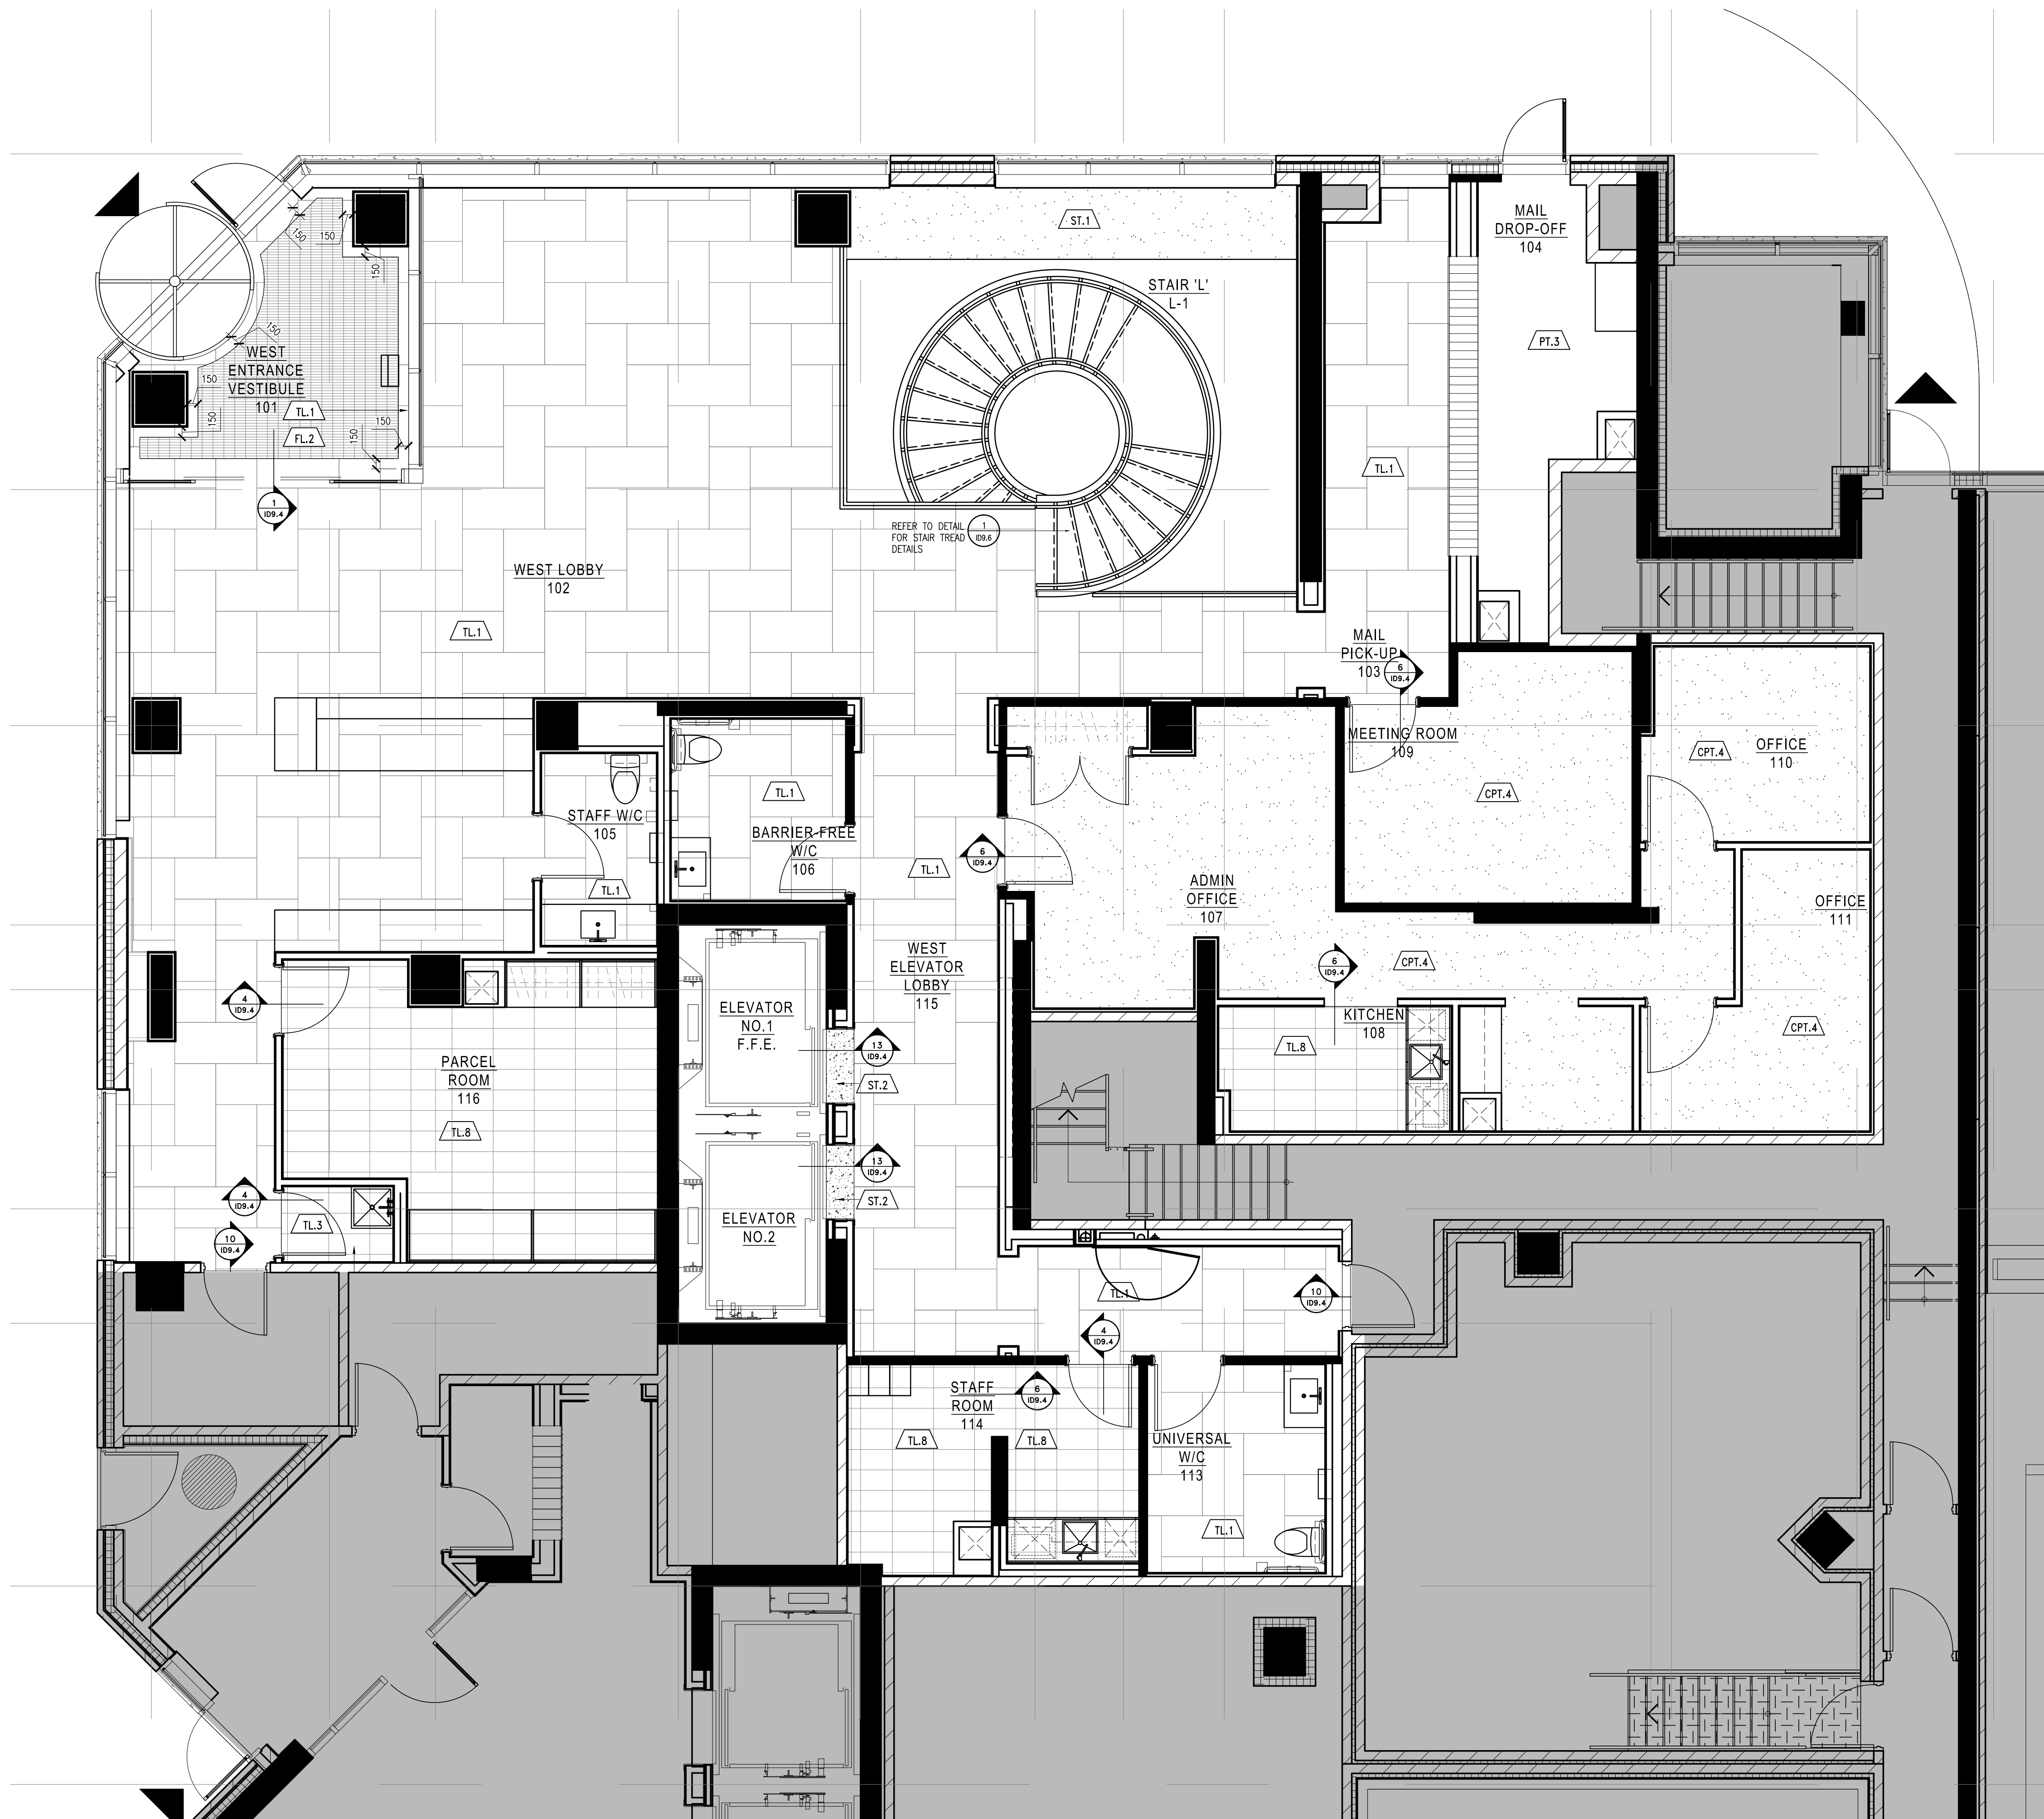 ST.1
MAIL
DROP-OFF
104
STAIR 'L'
L-1
150
150
150
150
WEST
ENTRANCE
VESTIBULE
101
150
150
150
150
TL.1
FL.2
PT.3
TL.1
1
ID9.4
REFER TO DETAIL
FOR STAIR TREAD
DETAILS
1
ID9.6
WEST LOBBY
102
TL.1
MAIL
PICK-UP
103
6
ID9.4
MEETING ROOM
109
CPT.4
CPT.4
OFFICE
110
STAFF W/C
105
TL.1
TL.1
BARRIER-FREE
W/C
106
TL.1
6
ID9.4
ADMIN
OFFICE
107
OFFICE
111
WEST
ELEVATOR
LOBBY
115
6
ID9.4
CPT.4
4
ID9.4
ELEVATOR
NO.1
F.F.E.
13
ID9.4
ST.2
KITCHEN
108
TL.8
CPT.4
PARCEL
ROOM
116
TL.8
13
ID9.4
ST.2
4
ID9.4
TL.3
10
ID9.4
ELEVATOR
NO.2
TL.1
10
ID9.4
4
ID9.4
STAFF
ROOM
114
6
ID9.4
TL.8
TL.8
UNIVERSAL
W/C
113
TL.1